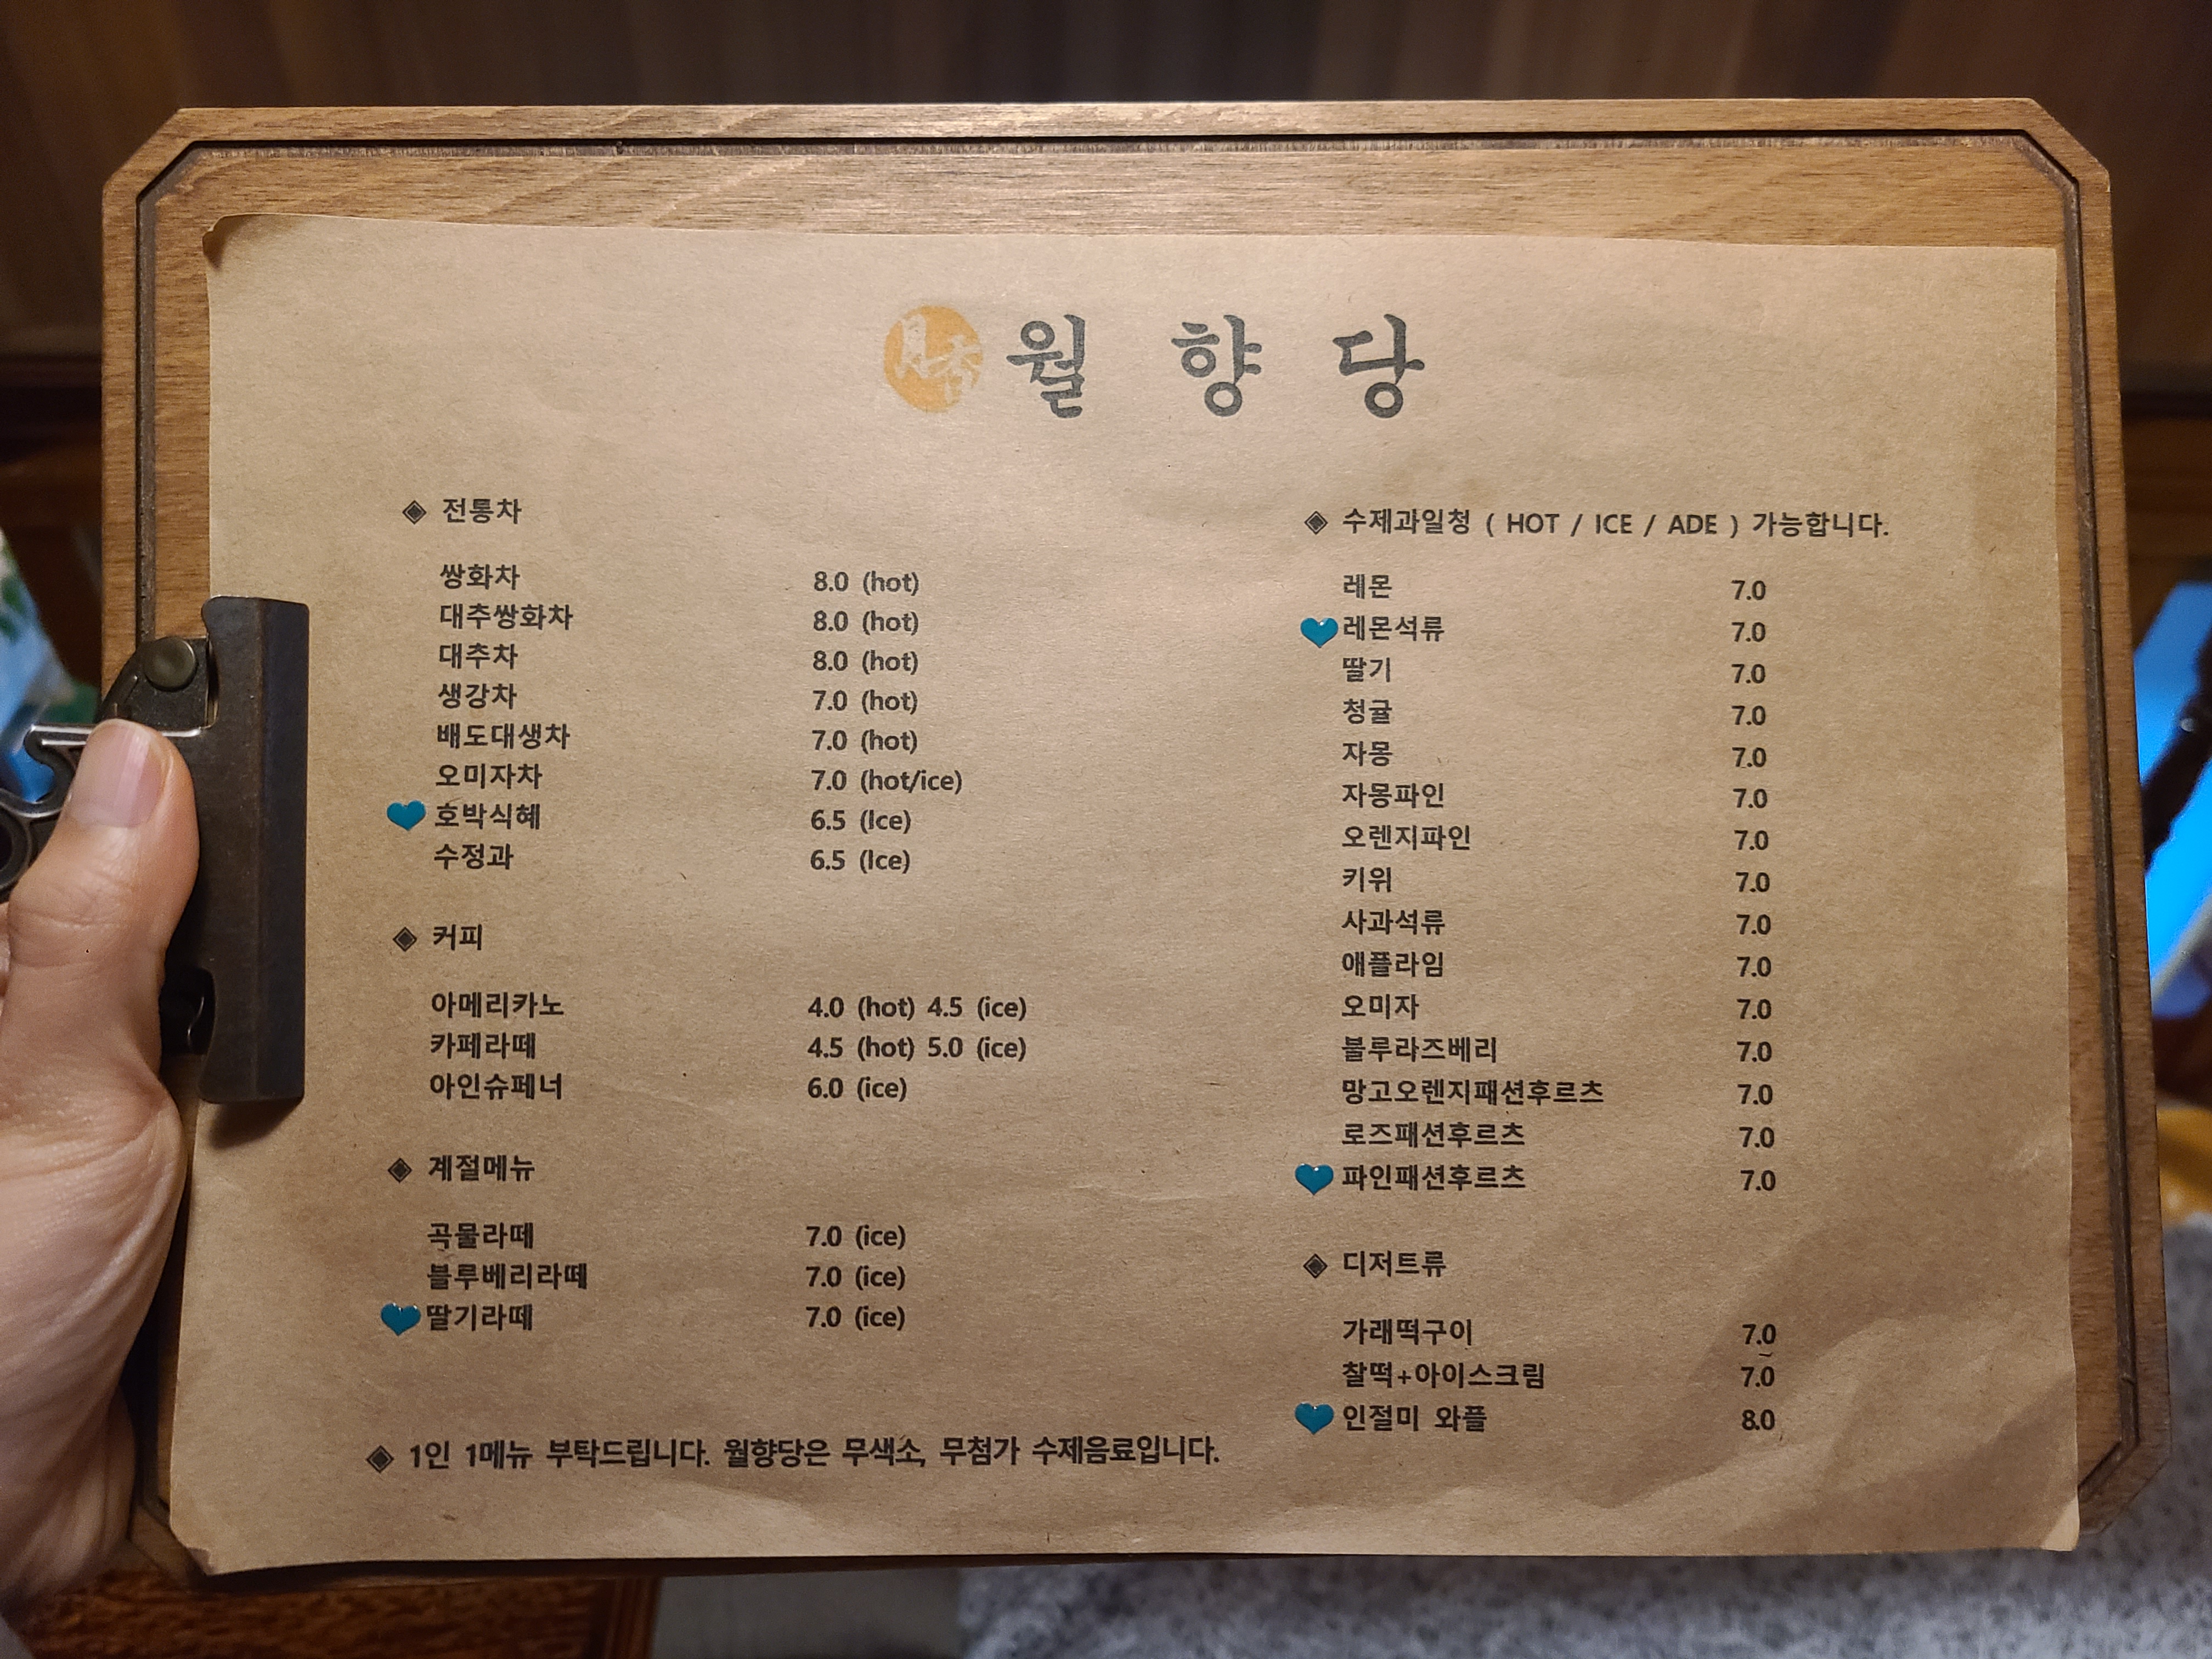 月香 월 향 당
◈ 전통차
쌍화차 8.0 (hot)
대추쌍화차 8.0 (hot)
대추차 8.0 (hot)
생강차 7.0 (hot)
배도대생차 7.0 (hot)
오미자차 7.0 (hot/ice)
호박식혜 6.5 (Ice)
수정과 6.5 (Ice)
◈ 커피
아메리카노 4.0 (hot) 4.5 (ice)
카페라떼 4.5 (hot) 5.0 (ice)
아인슈페너 6.0 (ice)
◈ 계절메뉴
곡물라떼 7.0 (ice)
블루베리라떼 7.0 (ice)
딸기라떼 7.0 (ice)
◈ 1인 1메뉴 부탁드립니다. 월향당은 무색소, 무첨가 수제음료입니다.
◈ 수제과일청 ( HOT / ICE / ADE ) 가능합니다.
레몬 7.0
레몬석류 7.0
딸기 7.0
청귤 7.0
자몽 7.0
자몽파인 7.0
오렌지파인 7.0
키위 7.0
사과석류 7.0
애플라임 7.0
오미자 7.0
블루라즈베리 7.0
망고오렌지패션후르츠 7.0
로즈패션후르츠 7.0
파인패션후르츠 7.0
◈ 디저트류
가래떡구이 7.0
찰떡+아이스크림 7.0
인절미 와플 8.0